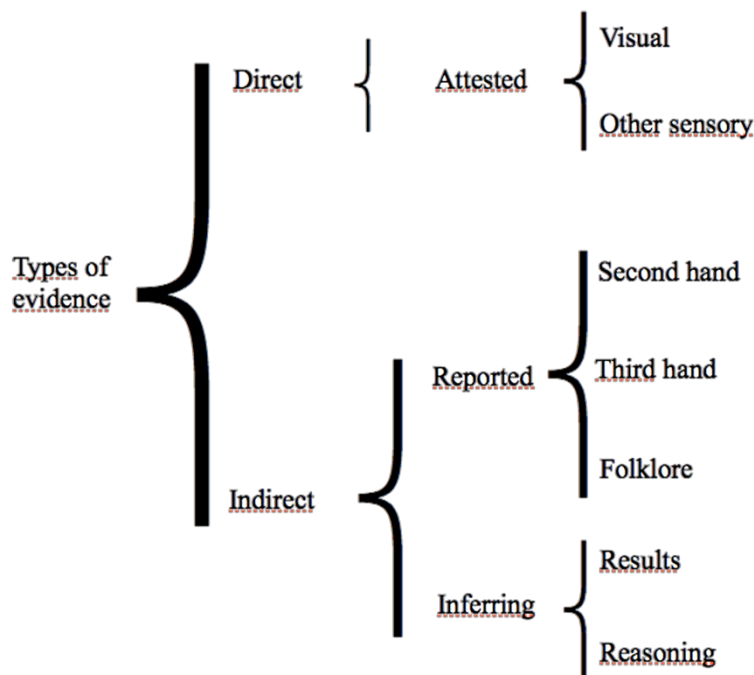 Visual
Direct
Attested
Other sensory
Types of
evidence
Second hand
Third hand
Reported
Folklore
Indirect
Results
Inferring
Reasoning